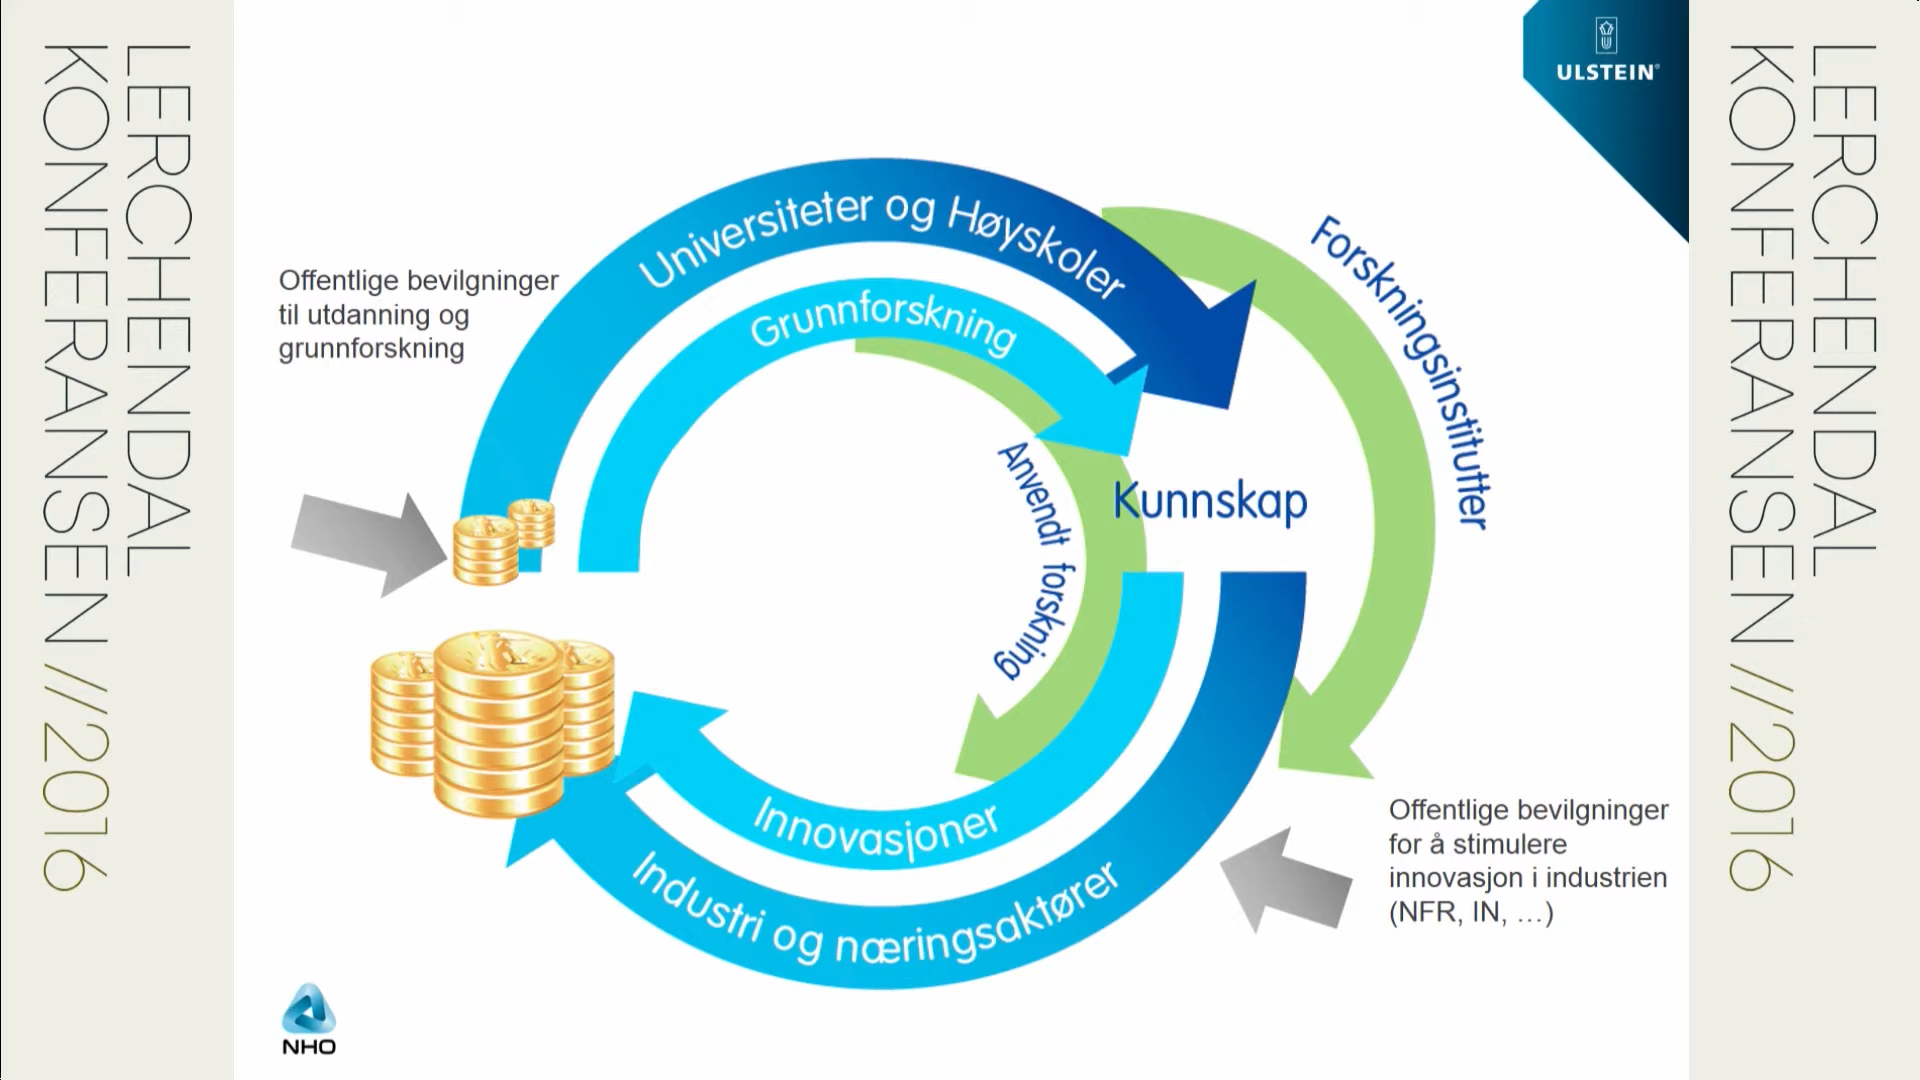 LERCHENDAL
KONFERANSEN //2016
ULSTEIN®
Universiteter og Høyskoler
Grunnforskning
Forskningsinstitutter
Offentlige bevilgninger
til utdanning og
grunnforskning
Anvendt forskning
Kunnskap
Innovasjoner
Industri og næringsaktører
Offentlige bevilgninger
for å stimulere
innovasjon i industrien
(NFR, IN, …)
NHO
LERCHENDAL
KONFERANSEN //2016